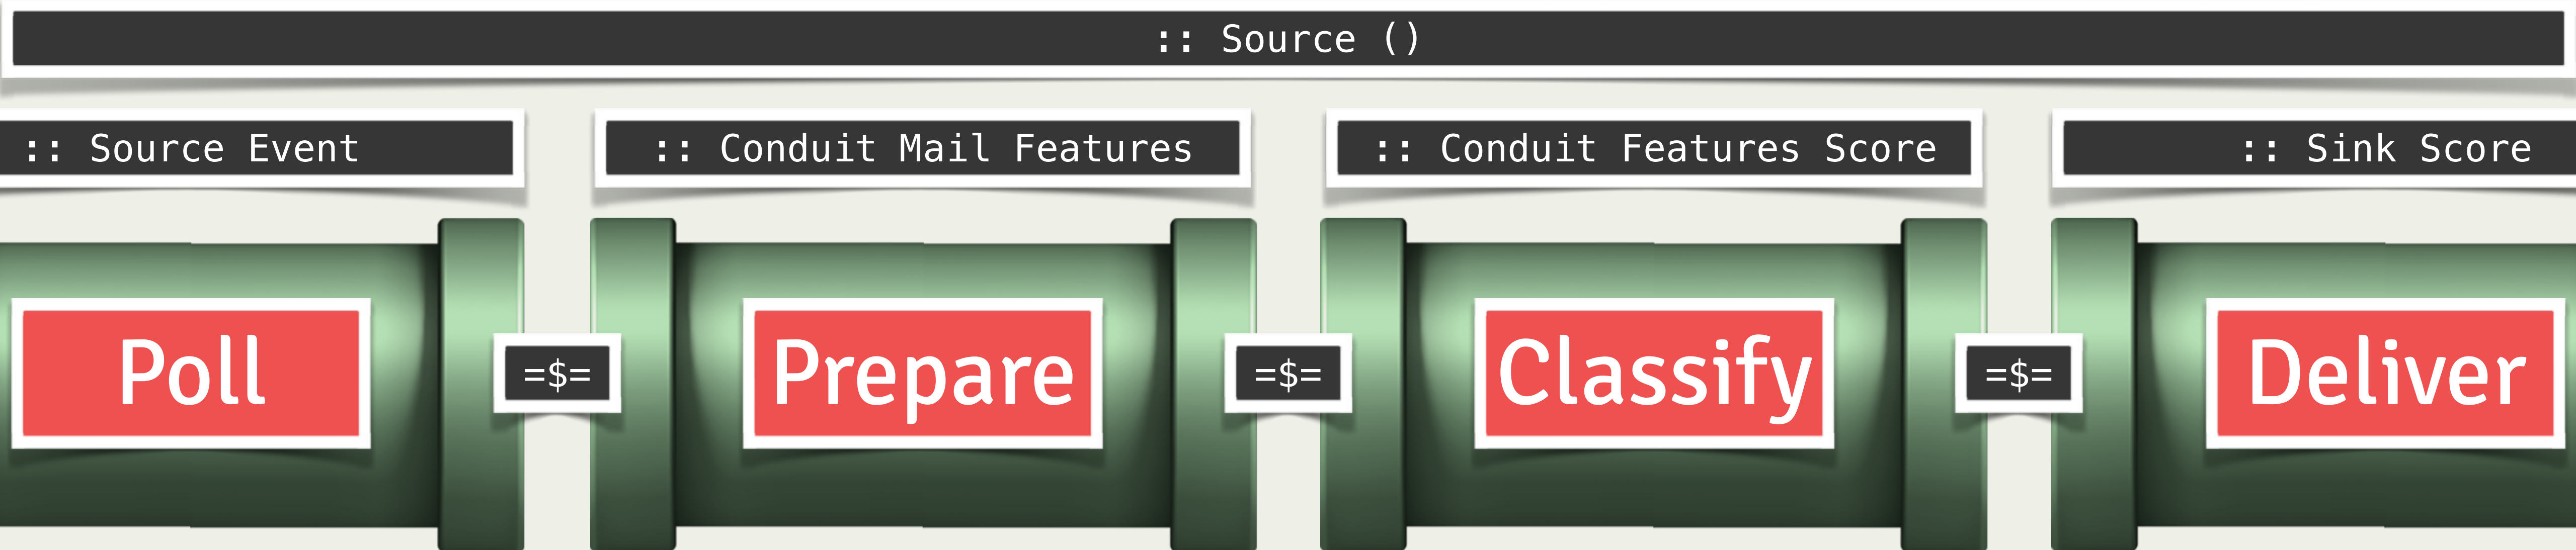 :: Source ()
:: Source Event
:: Conduit Mail Features
:: Conduit Features Score
:: Sink Score
Poll
=$=
Prepare
=$=
Classify
=$=
Deliver